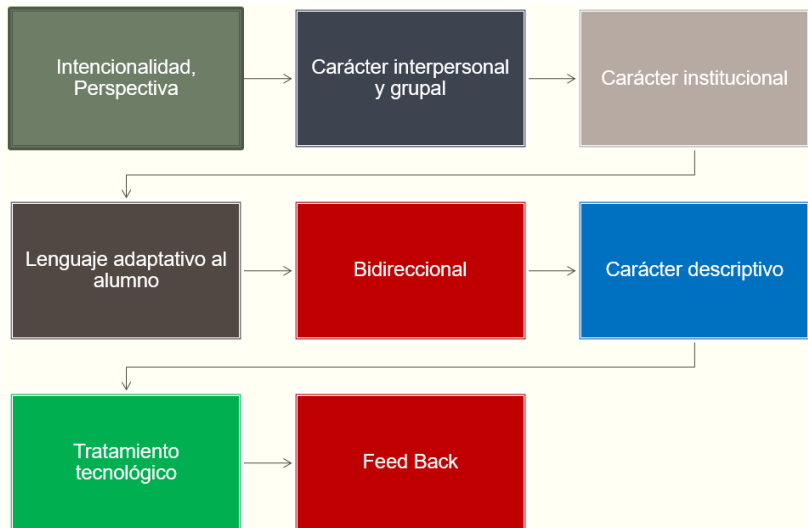 Intencionalidad,
Perspectiva
Carácter interpersonal
y grupal
Carácter institucional
Lenguaje adaptativo al
alumno
Bidireccional
Carácter descriptivo
Tratamiento
tecnológico
Feed Back